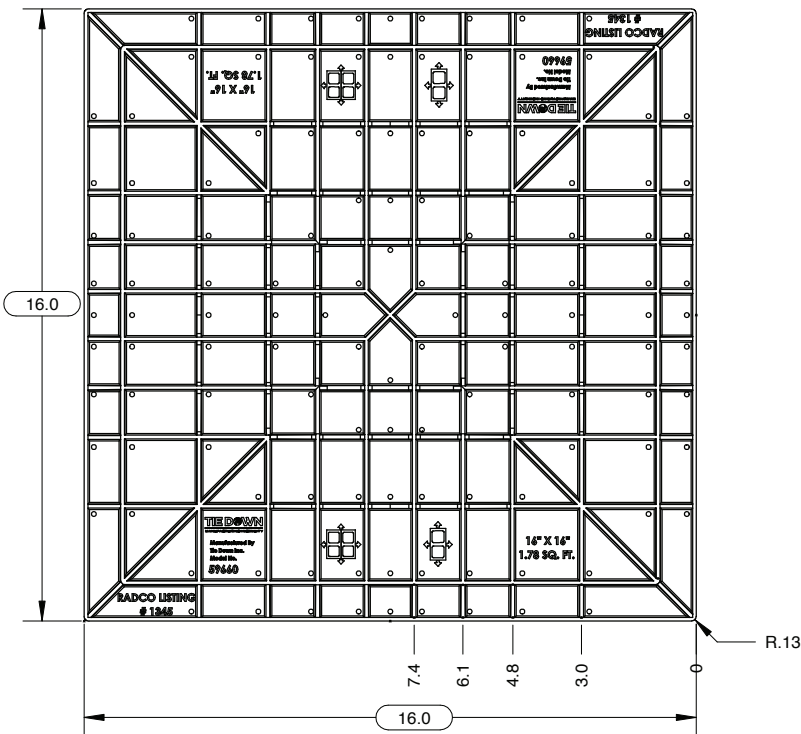 # 1345
RADCO LISTING
16" X 16"
1.78 SQ. FT.
TIE DOWN
Manufactured by
Tie Down Inc.
Model No.
59660
16.0
TIE DOWN
Manufactured by
Tie Down Inc.
Model No.
59660
16" X 16"
1.78 SQ. FT.
RADCO LISTING
# 1345
R.13
7.4
6.1
4.8
3.0
0
16.0